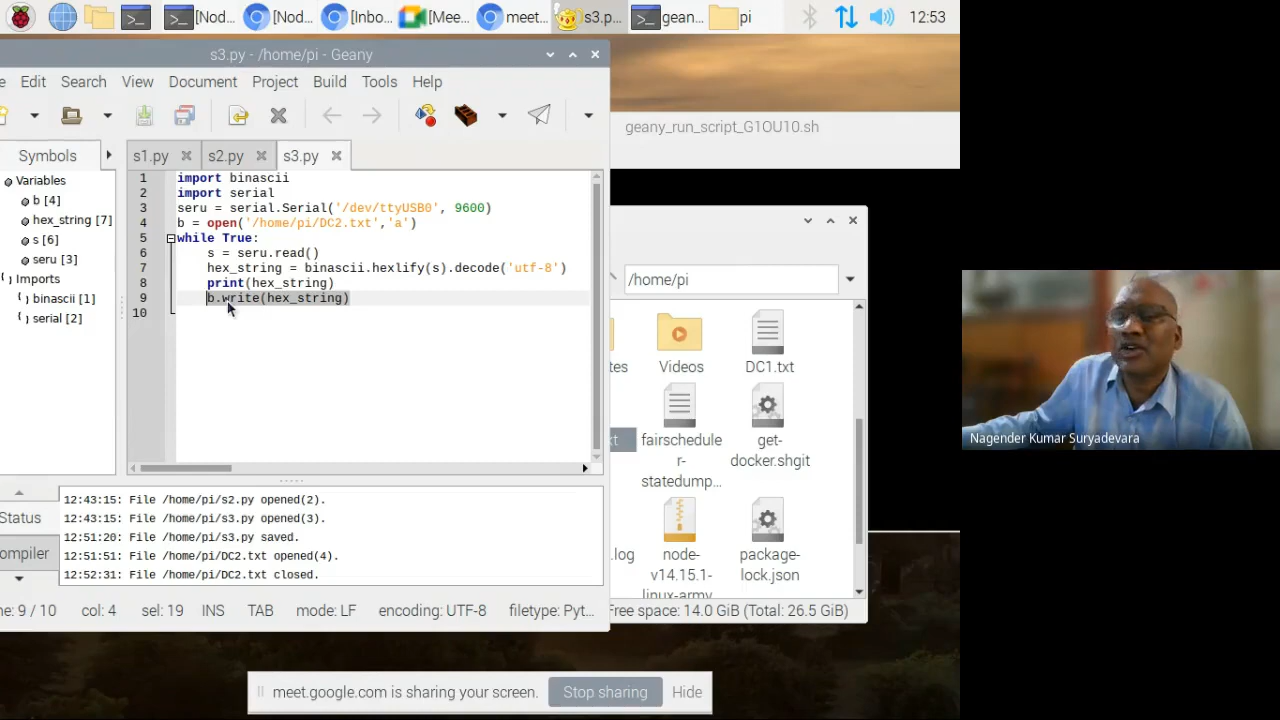 [Nod...
[Nod...
[Inbo...
[Mee...
meet...
s3.p...
gean...
pi
12:53
s3.py - /home/pi - Geany
e Edit Search View Document Project Build Tools Help
geany_run_script_G1OU10.sh
Symbols
s1.py
s2.py
s3.py
Variables
b [4]
hex_string [7]
s [6]
seru [3]
Imports
binascii [1]
serial [2]
1 import binascii
2 import serial
3 seru = serial.Serial('/dev/ttyUSB0', 9600)
4 b = open('/home/pi/DC2.txt','a')
5 while True:
6 s = seru.read()
7 hex_string = binascii.hexlify(s).decode('utf-8')
8 print(hex_string)
9 b.write(hex_string)
10
/home/pi
tes
Videos
DC1.txt
xt
fairschedule
r-
statedump...
get-
docker.shgit
.log
node-
v14.15.1-
linux-army
package-
lock.json
Status
ompiler
12:43:15: File /home/pi/s2.py opened(2).
12:43:15: File /home/pi/s3.py opened(3).
12:51:20: File /home/pi/s3.py saved.
12:51:51: File /home/pi/DC2.txt opened(4).
12:52:31: File /home/pi/DC2.txt closed.
ne: 9 / 10 col: 4 sel: 19 INS TAB mode: LF encoding: UTF-8 filetype: Pyt...
Free space: 14.0 GiB (Total: 26.5 GiB)
meet.google.com is sharing your screen.
Stop sharing
Hide
Nagender Kumar Suryadevara